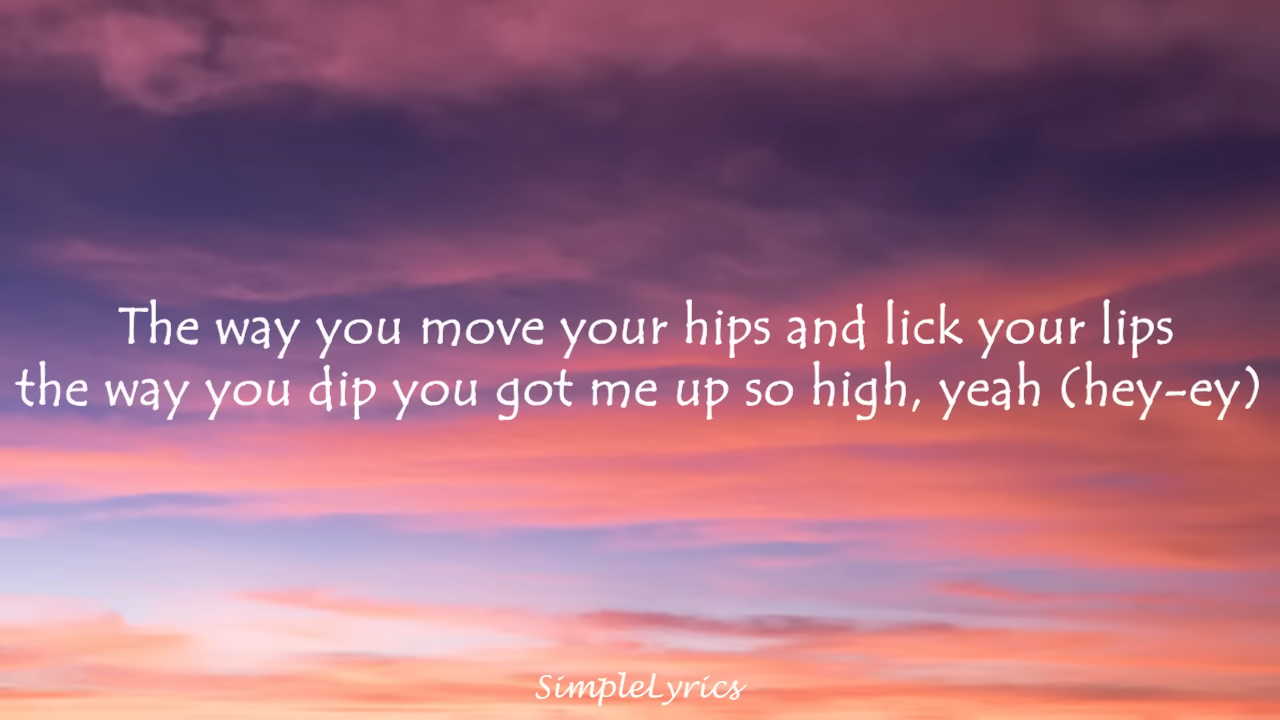 The way you move your hips and lick your lips
the way you dip you got me up so high, yeah (hey-ey)
SimpleLyrics